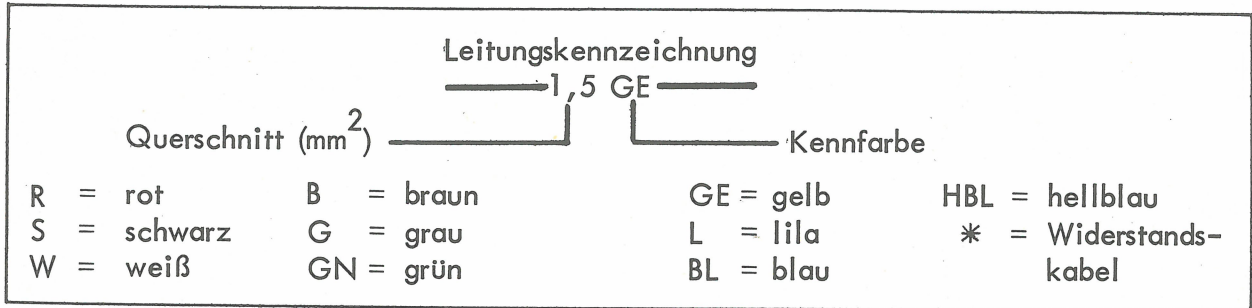 Leitungskennzeichnung
1,5 GE
Querschnitt (mm²)
Kennfarbe
R = rot B = braun GE = gelb HBL = hellblau
S = schwarz G = grau L = lila * = Widerstands-
W = weiß GN = grün BL = blau kabel